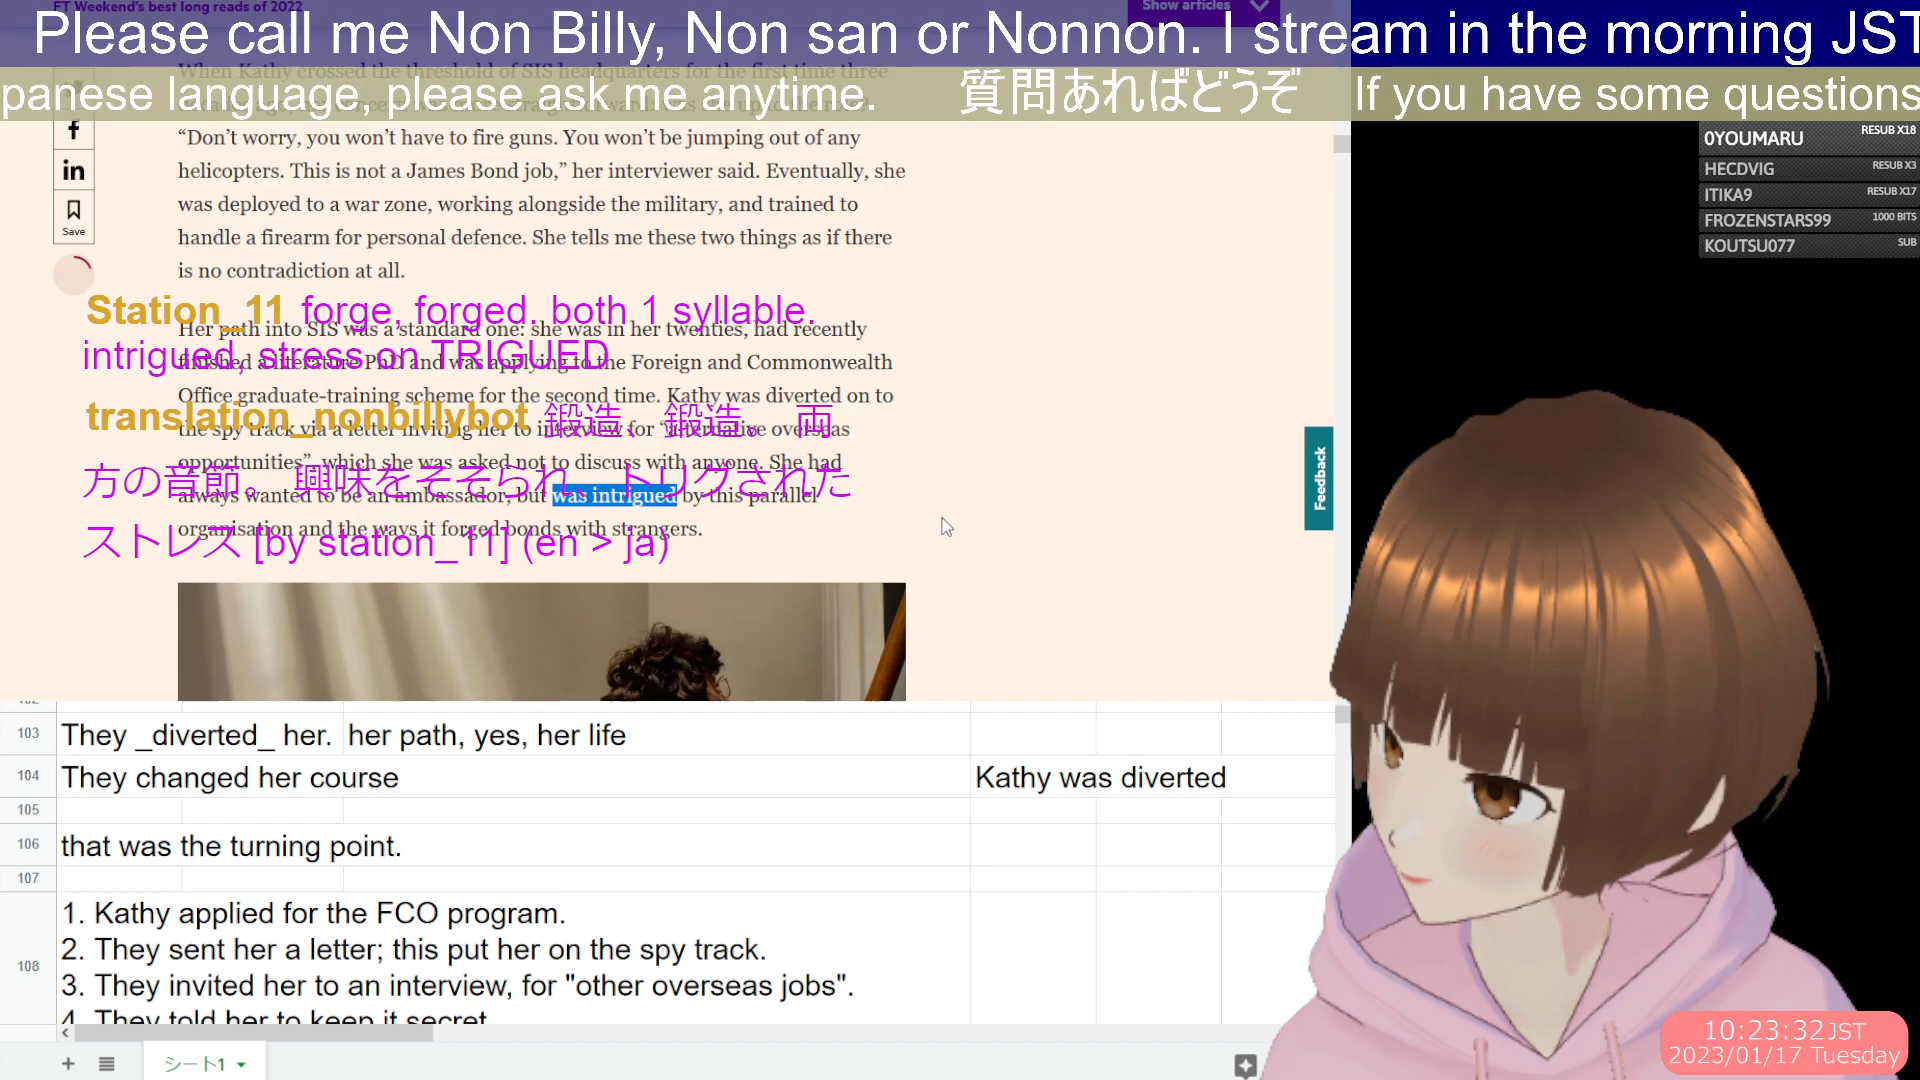 FT Weekend's best long reads of 2022
Show articles
Please call me Non Billy, Non san or Nonnon. I stream in the morning JST
When Kathy crossed the threshold of SIS headquarters for the first time three
panese language, please ask me anytime. 質問あればどうぞ If you have some questions
“Don’t worry, you won’t have to fire guns. You won’t be jumping out of any
helicopters. This is not a James Bond job,” her interviewer said. Eventually, she
was deployed to a war zone, working alongside the military, and trained to
handle a firearm for personal defence. She tells me these two things as if there
is no contradiction at all.
f
in
Save
Station_11 forge, forged. both 1 syllable.
intrigued, stress on TRIGUED
translation_nonbillybot 鍛造、鍛造。 両
方の音節。 興味をそそられ、トリグされた
ストレス [by station_11] (en > ja)
Her path into SIS was a standard one: she was in her twenties, had recently
finished a literature PhD and was applying to the Foreign and Commonwealth
Office graduate-training scheme for the second time. Kathy was diverted on to
the spy track via a letter inviting her to interview for “alternative overseas
opportunities”, which she was asked not to discuss with anyone. She had
always wanted to be an ambassador, but was intrigued by this parallel
organisation and the ways it forged bonds with strangers.
Feedback
0YOUMARU RESUB X18
HECDVIG RESUB X3
ITIKA9 RESUB X17
FROZENSTARS99 1000 BITS
KOUTSU077 SUB
103 They _diverted_ her. her path, yes, her life
104 They changed her course Kathy was diverted
105
106 that was the turning point.
107
108
1. Kathy applied for the FCO program.
2. They sent her a letter; this put her on the spy track.
3. They invited her to an interview, for "other overseas jobs".
4. They told her to keep it secret
シート1
10:23:32JST
2023/01/17 Tuesday